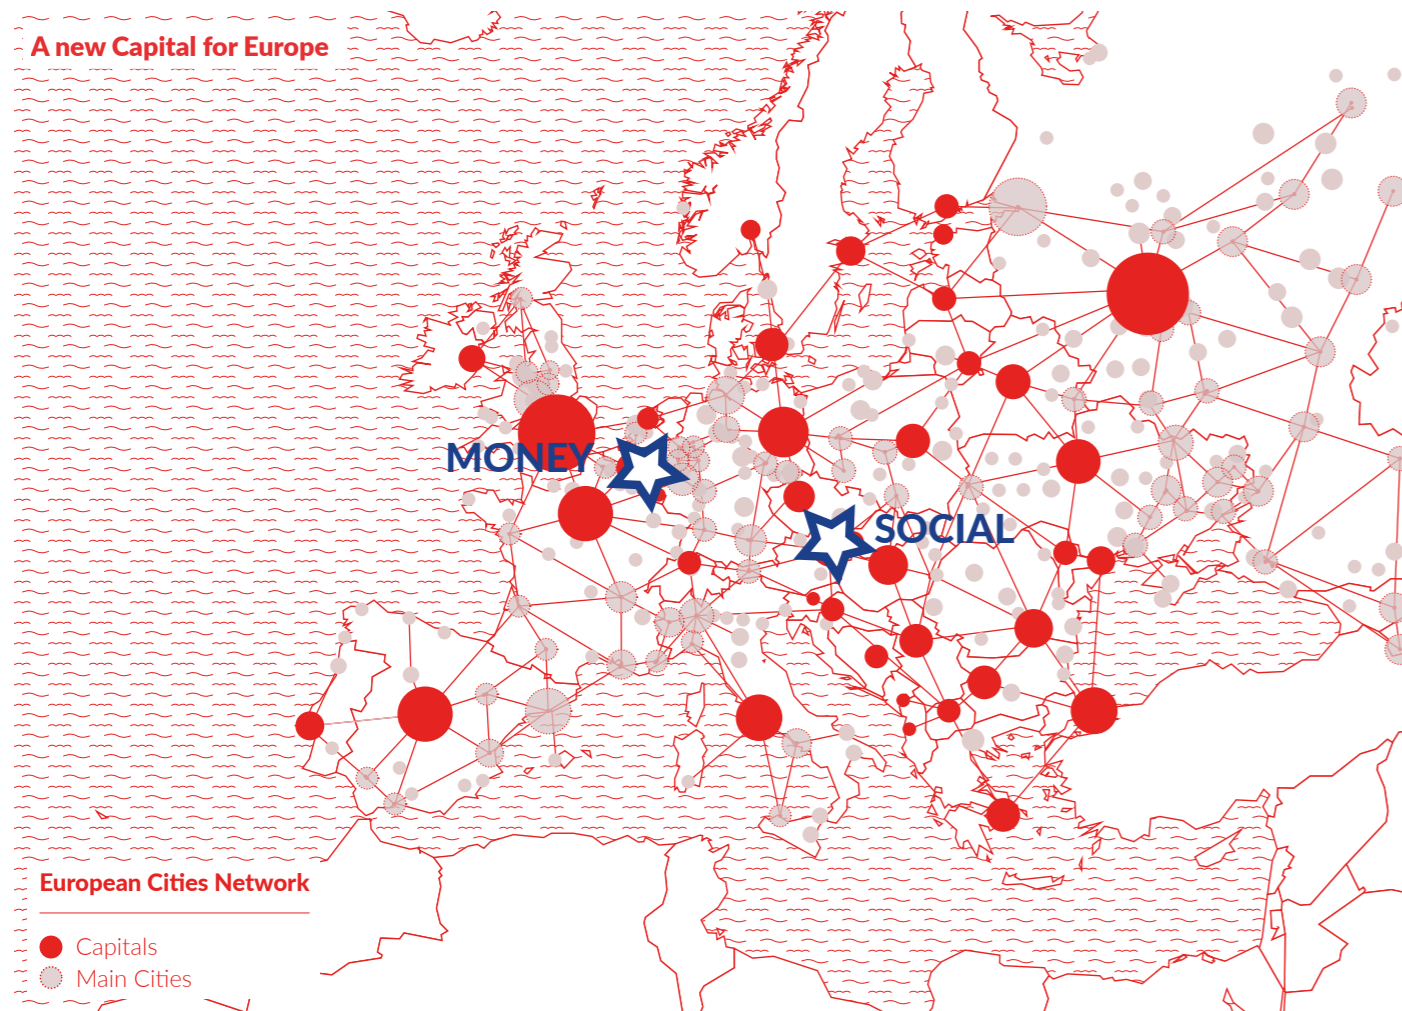 A new Capital for Europe
MONEY
SOCIAL
European Cities Network
Capitals
Main Cities